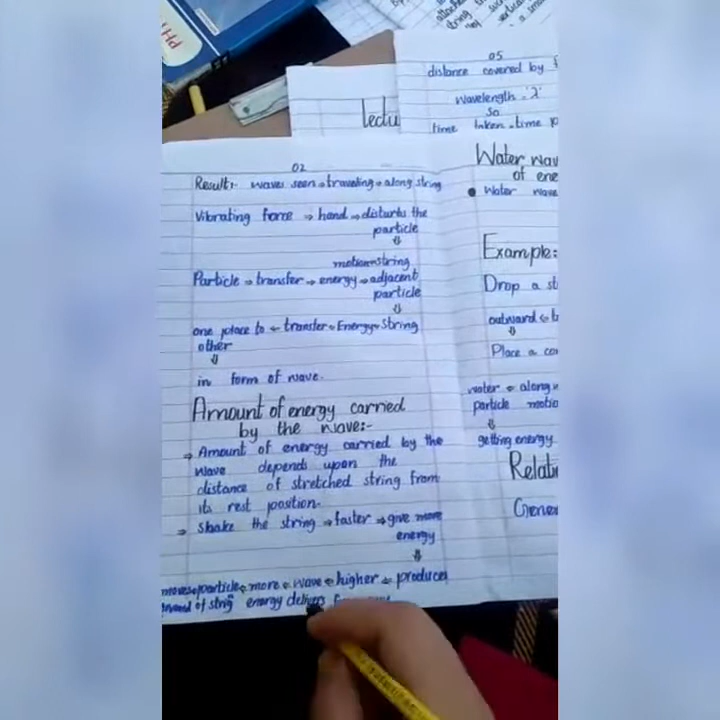 PH
string
05
distance covered by
wavelength 'λ'
So
time taken = time p
lectu
02
Result:- waves seen → traveling → along string
Vibrating force → hand → disturbs the
particle
⇓
motion string
Particle → transfer → energy → adjacent
particle
⇓
one place to ← transfer ← Energy ← String
other
⇓
in form of wave.
Amount of energy carried
by the wave:-
→ Amount of energy carried by the
wave depends upon the
distance of stretched string from
its rest position.
→ Shake the string → faster → give more
energy
⇓
moves ← particle ← more ← wave ← higher ← produces
of string energy delivers
Water wav
of ene
• Water wave
Example:
Drop a st
outward ← t
⇓
Place a co
water ← along w
particle motio
⇓
getting energy
Relati
Gener